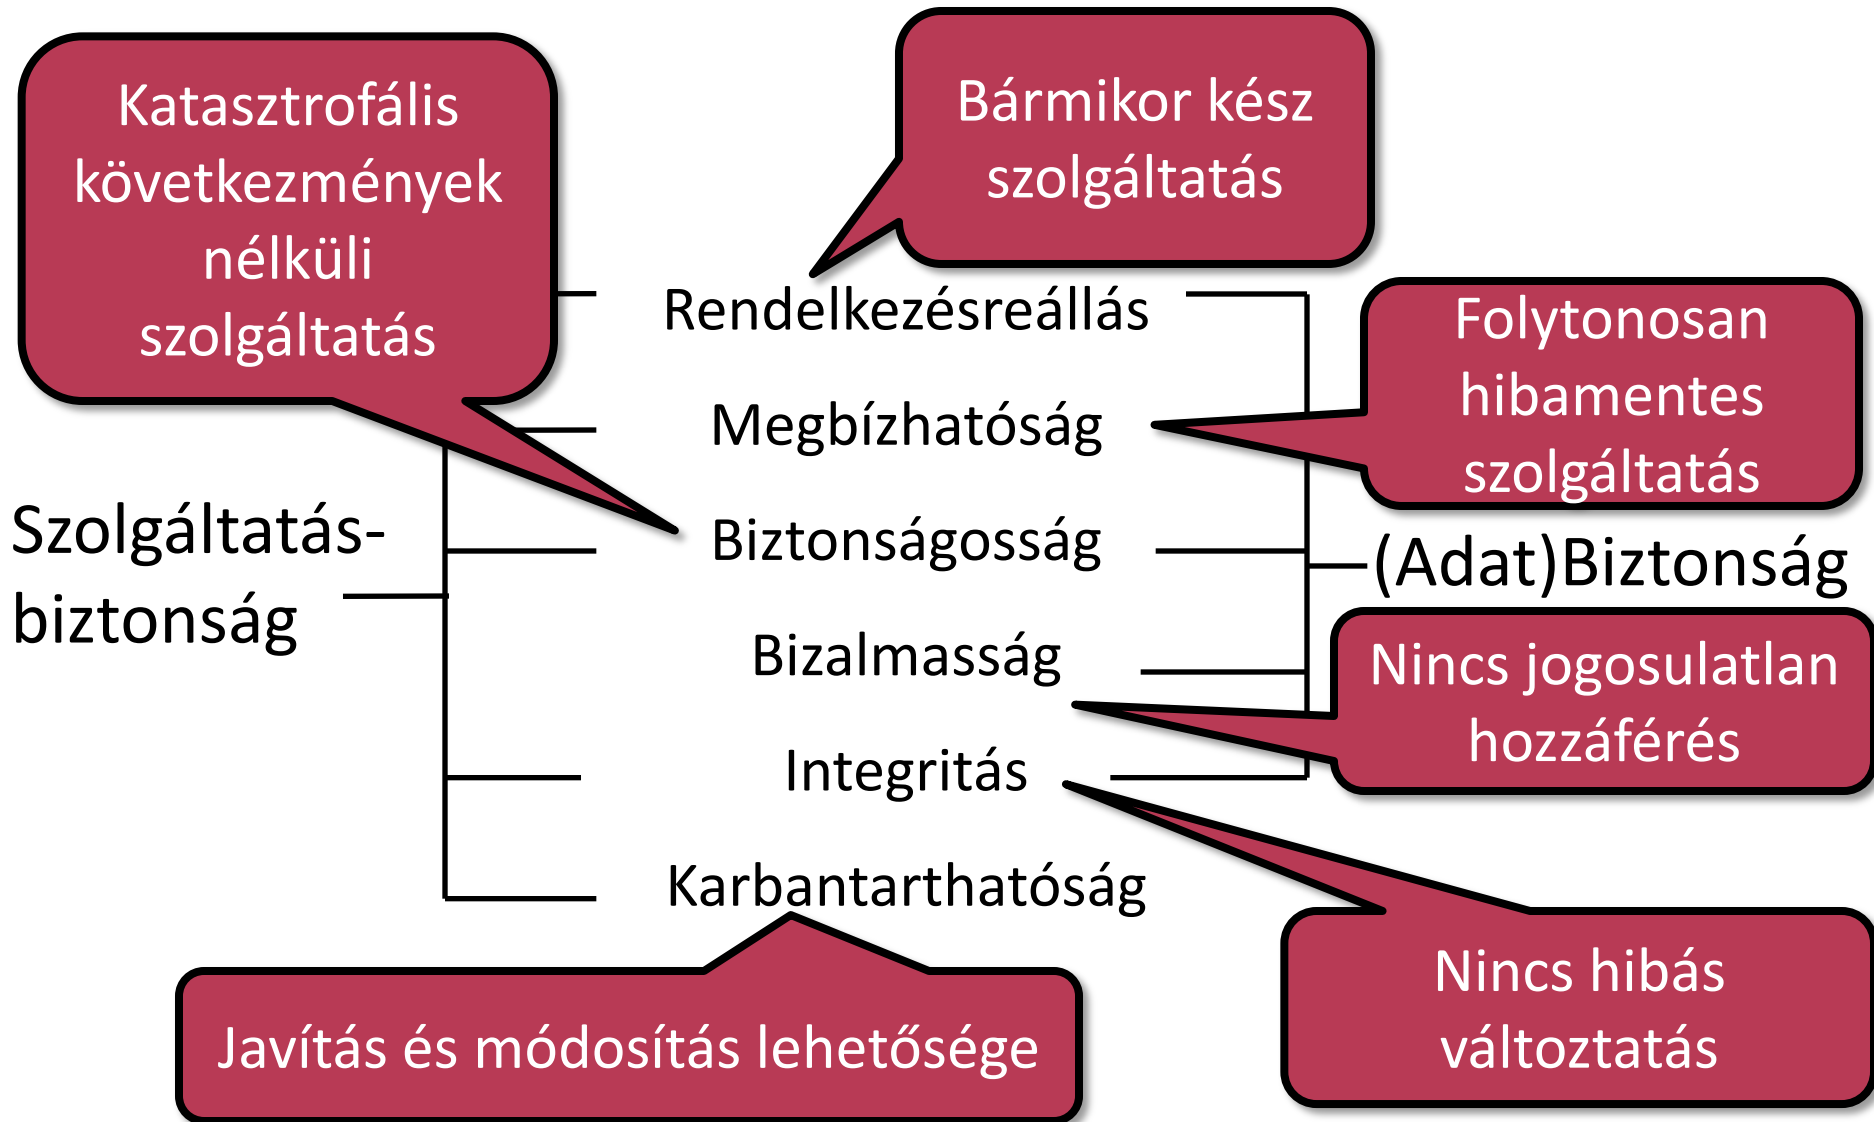 Katasztrofális
következmények
nélküli
szolgáltatás
Bármikor kész
szolgáltatás
Rendelkezésreállás
Folytonosan
hibamentes
szolgáltatás
Megbízhatóság
Szolgáltatás-
biztonság
Biztonságosság
(Adat)Biztonság
Bizalmasság
Nincs jogosulatlan
hozzáférés
Integritás
Karbantarthatóság
Nincs hibás
változtatás
Javítás és módosítás lehetősége